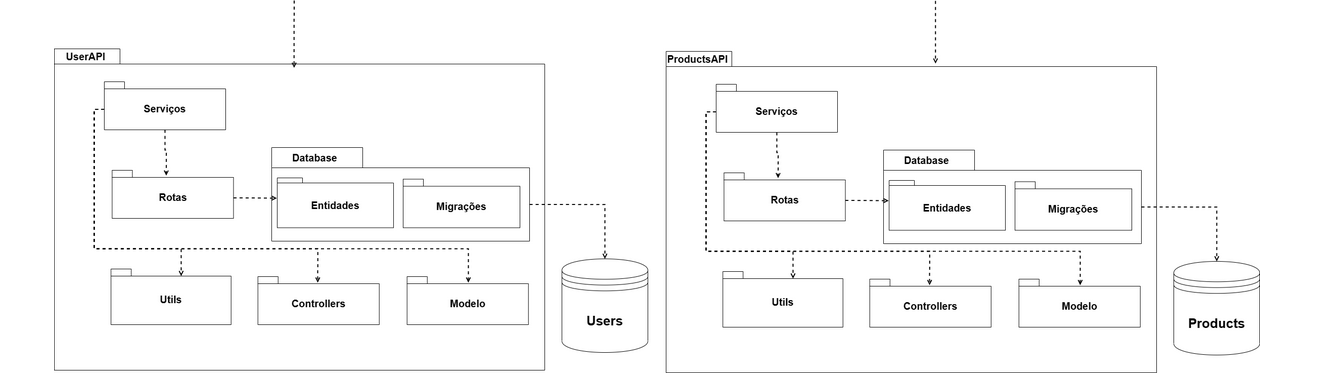 UserAPI
Serviços
Database
Rotas
Entidades
Migrações
Utils
Controllers
Modelo
Users
ProductsAPI
Serviços
Database
Rotas
Entidades
Migrações
Utils
Controllers
Modelo
Products